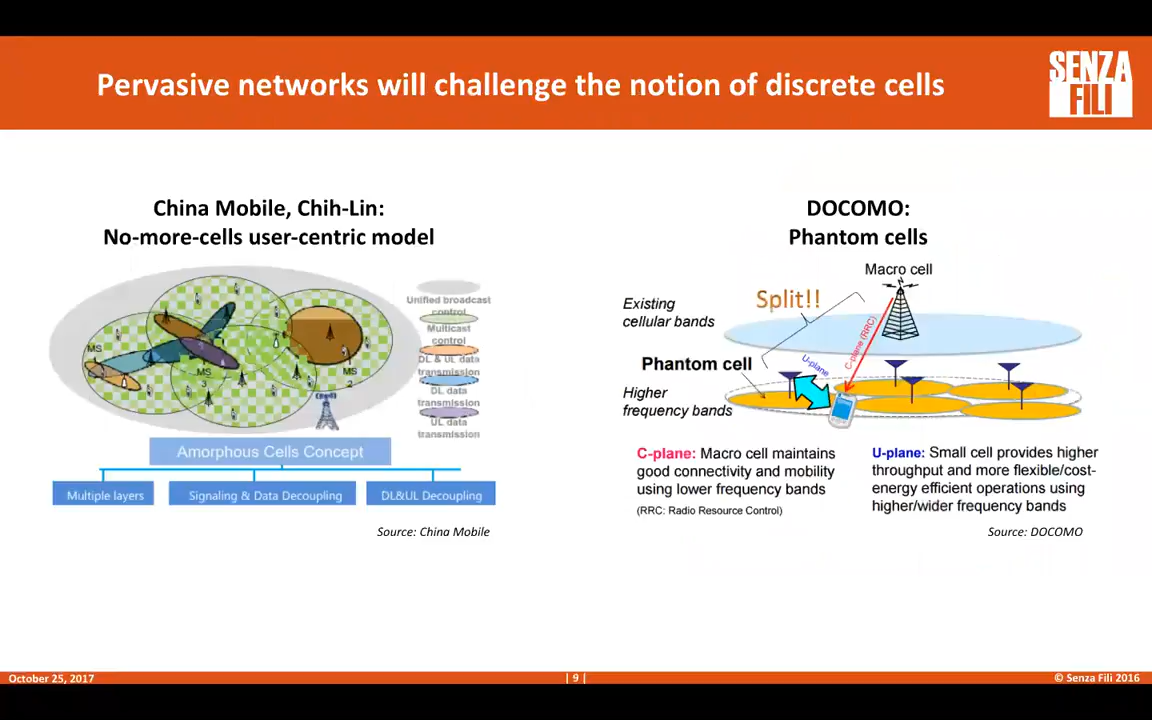 Pervasive networks will challenge the notion of discrete cells
SENZA
FILI
China Mobile, Chih-Lin:
No-more-cells user-centric model
Unified broadcast
control
Multicast
control
DL & UL data
transmission
DL data
transmission
UL data
transmission
MS
MS
3
MS
2
Amorphous Cells Concept
Multiple layers
Signaling & Data Decoupling
DL&UL Decoupling
Source: China Mobile
DOCOMO:
Phantom cells
Macro cell
Split!!
Existing
cellular bands
C-plane (RRC)
Phantom cell
U-plane
Higher
frequency bands
C-plane: Macro cell maintains
good connectivity and mobility
using lower frequency bands
(RRC: Radio Resource Control)
U-plane: Small cell provides higher
throughput and more flexible/cost-
energy efficient operations using
higher/wider frequency bands
Source: DOCOMO
October 25, 2017
| 9 |
© Senza Fili 2016